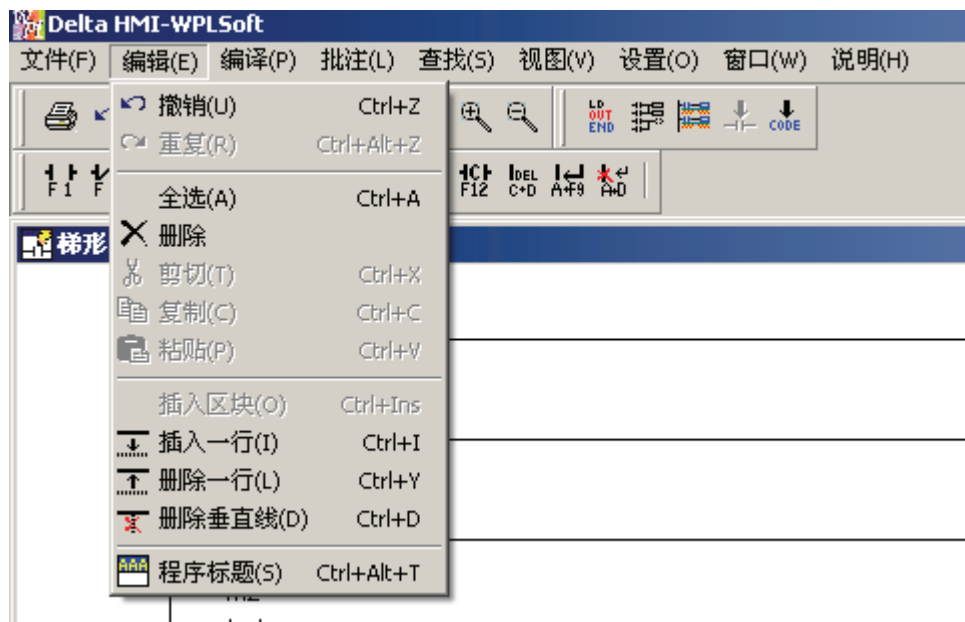 Delta HMI-WPLSoft
文件(F) 编辑(E) 编译(P) 批注(L) 查找(S) 视图(V) 设置(O) 窗口(W) 说明(H)
LD
OUT
END
CODE
F1 F F12 DEL C+D A+F9 A+D
梯形
撤销(U) Ctrl+Z
重复(R) Ctrl+Alt+Z
全选(A) Ctrl+A
删除
剪切(T) Ctrl+X
复制(C) Ctrl+C
粘贴(P) Ctrl+V
插入区块(O) Ctrl+Ins
插入一行(I) Ctrl+I
删除一行(L) Ctrl+Y
删除垂直线(D) Ctrl+D
AAA 程序标题(S) Ctrl+Alt+T